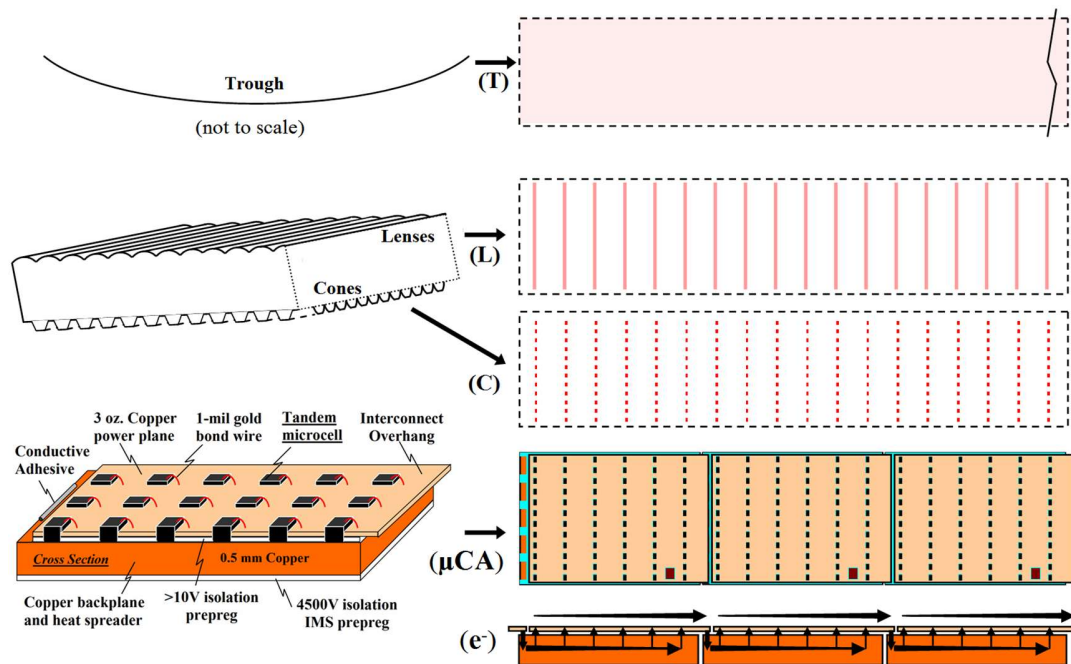 Trough
(not to scale)
(T)
Lenses
(L)
Cones
(C)
3 oz. Copper
power plane
1-mil gold
bond wire
Tandem
microcell
Interconnect
Overhang
Conductive
Adhesive
Cross Section
0.5 mm Copper
(µCA)
Copper backplane
and heat spreader
>10V isolation
prepreg
4500V isolation
IMS prepreg
(e-)